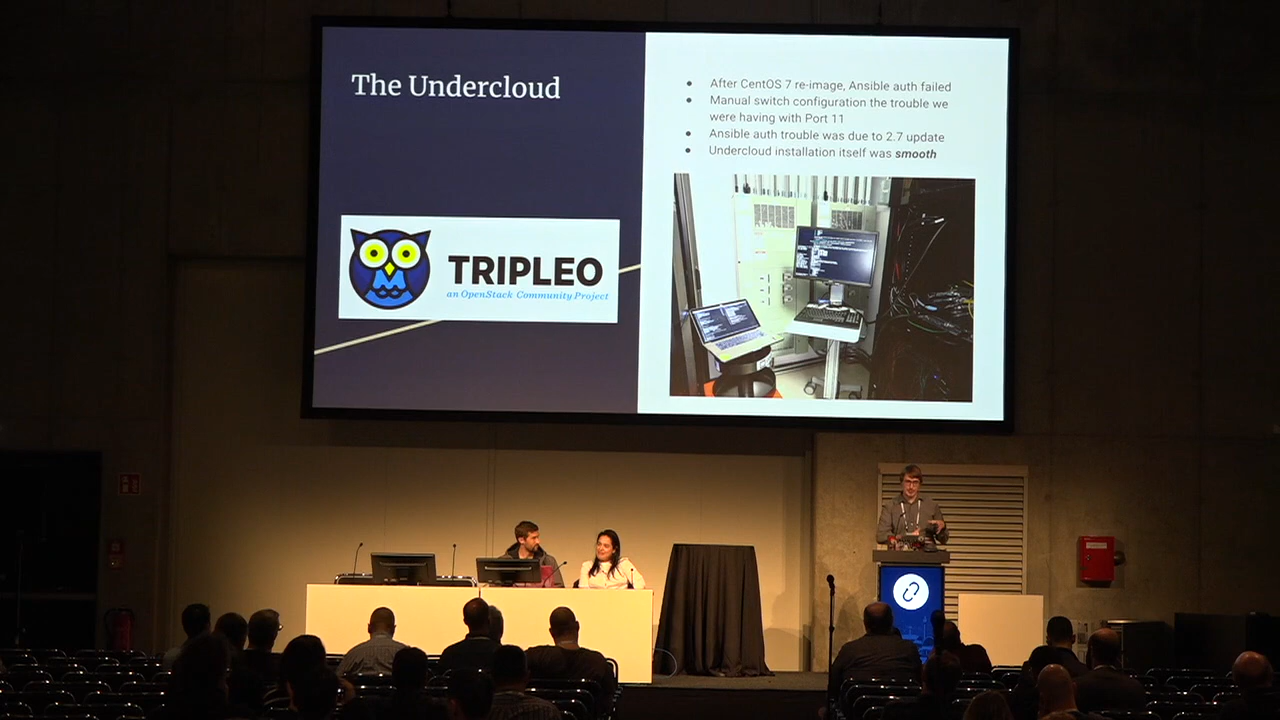 The Undercloud
TRIPLEO
an OpenStack Community Project
● After CentOS 7 re-image, Ansible auth failed
● Manual switch configuration the trouble we
were having with Port 11
● Ansible auth trouble was due to 2.7 update
● Undercloud installation itself was smooth